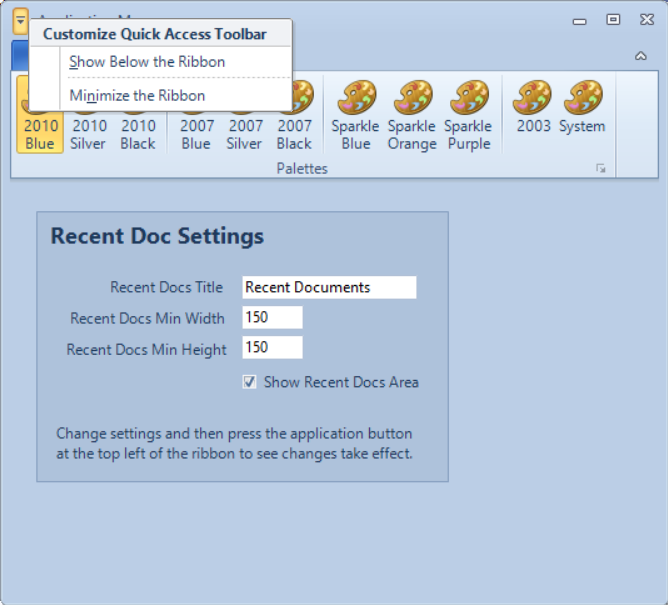 Customize Quick Access Toolbar
Show Below the Ribbon
Minimize the Ribbon
2010 Blue
2010 Silver
2010 Black
2007 Blue
2007 Silver
2007 Black
Sparkle Blue
Sparkle Orange
Sparkle Purple
2003
System
Palettes
Recent Doc Settings
Recent Docs Title
Recent Documents
Recent Docs Min Width
150
Recent Docs Min Height
150
Show Recent Docs Area
Change settings and then press the application button
at the top left of the ribbon to see changes take effect.